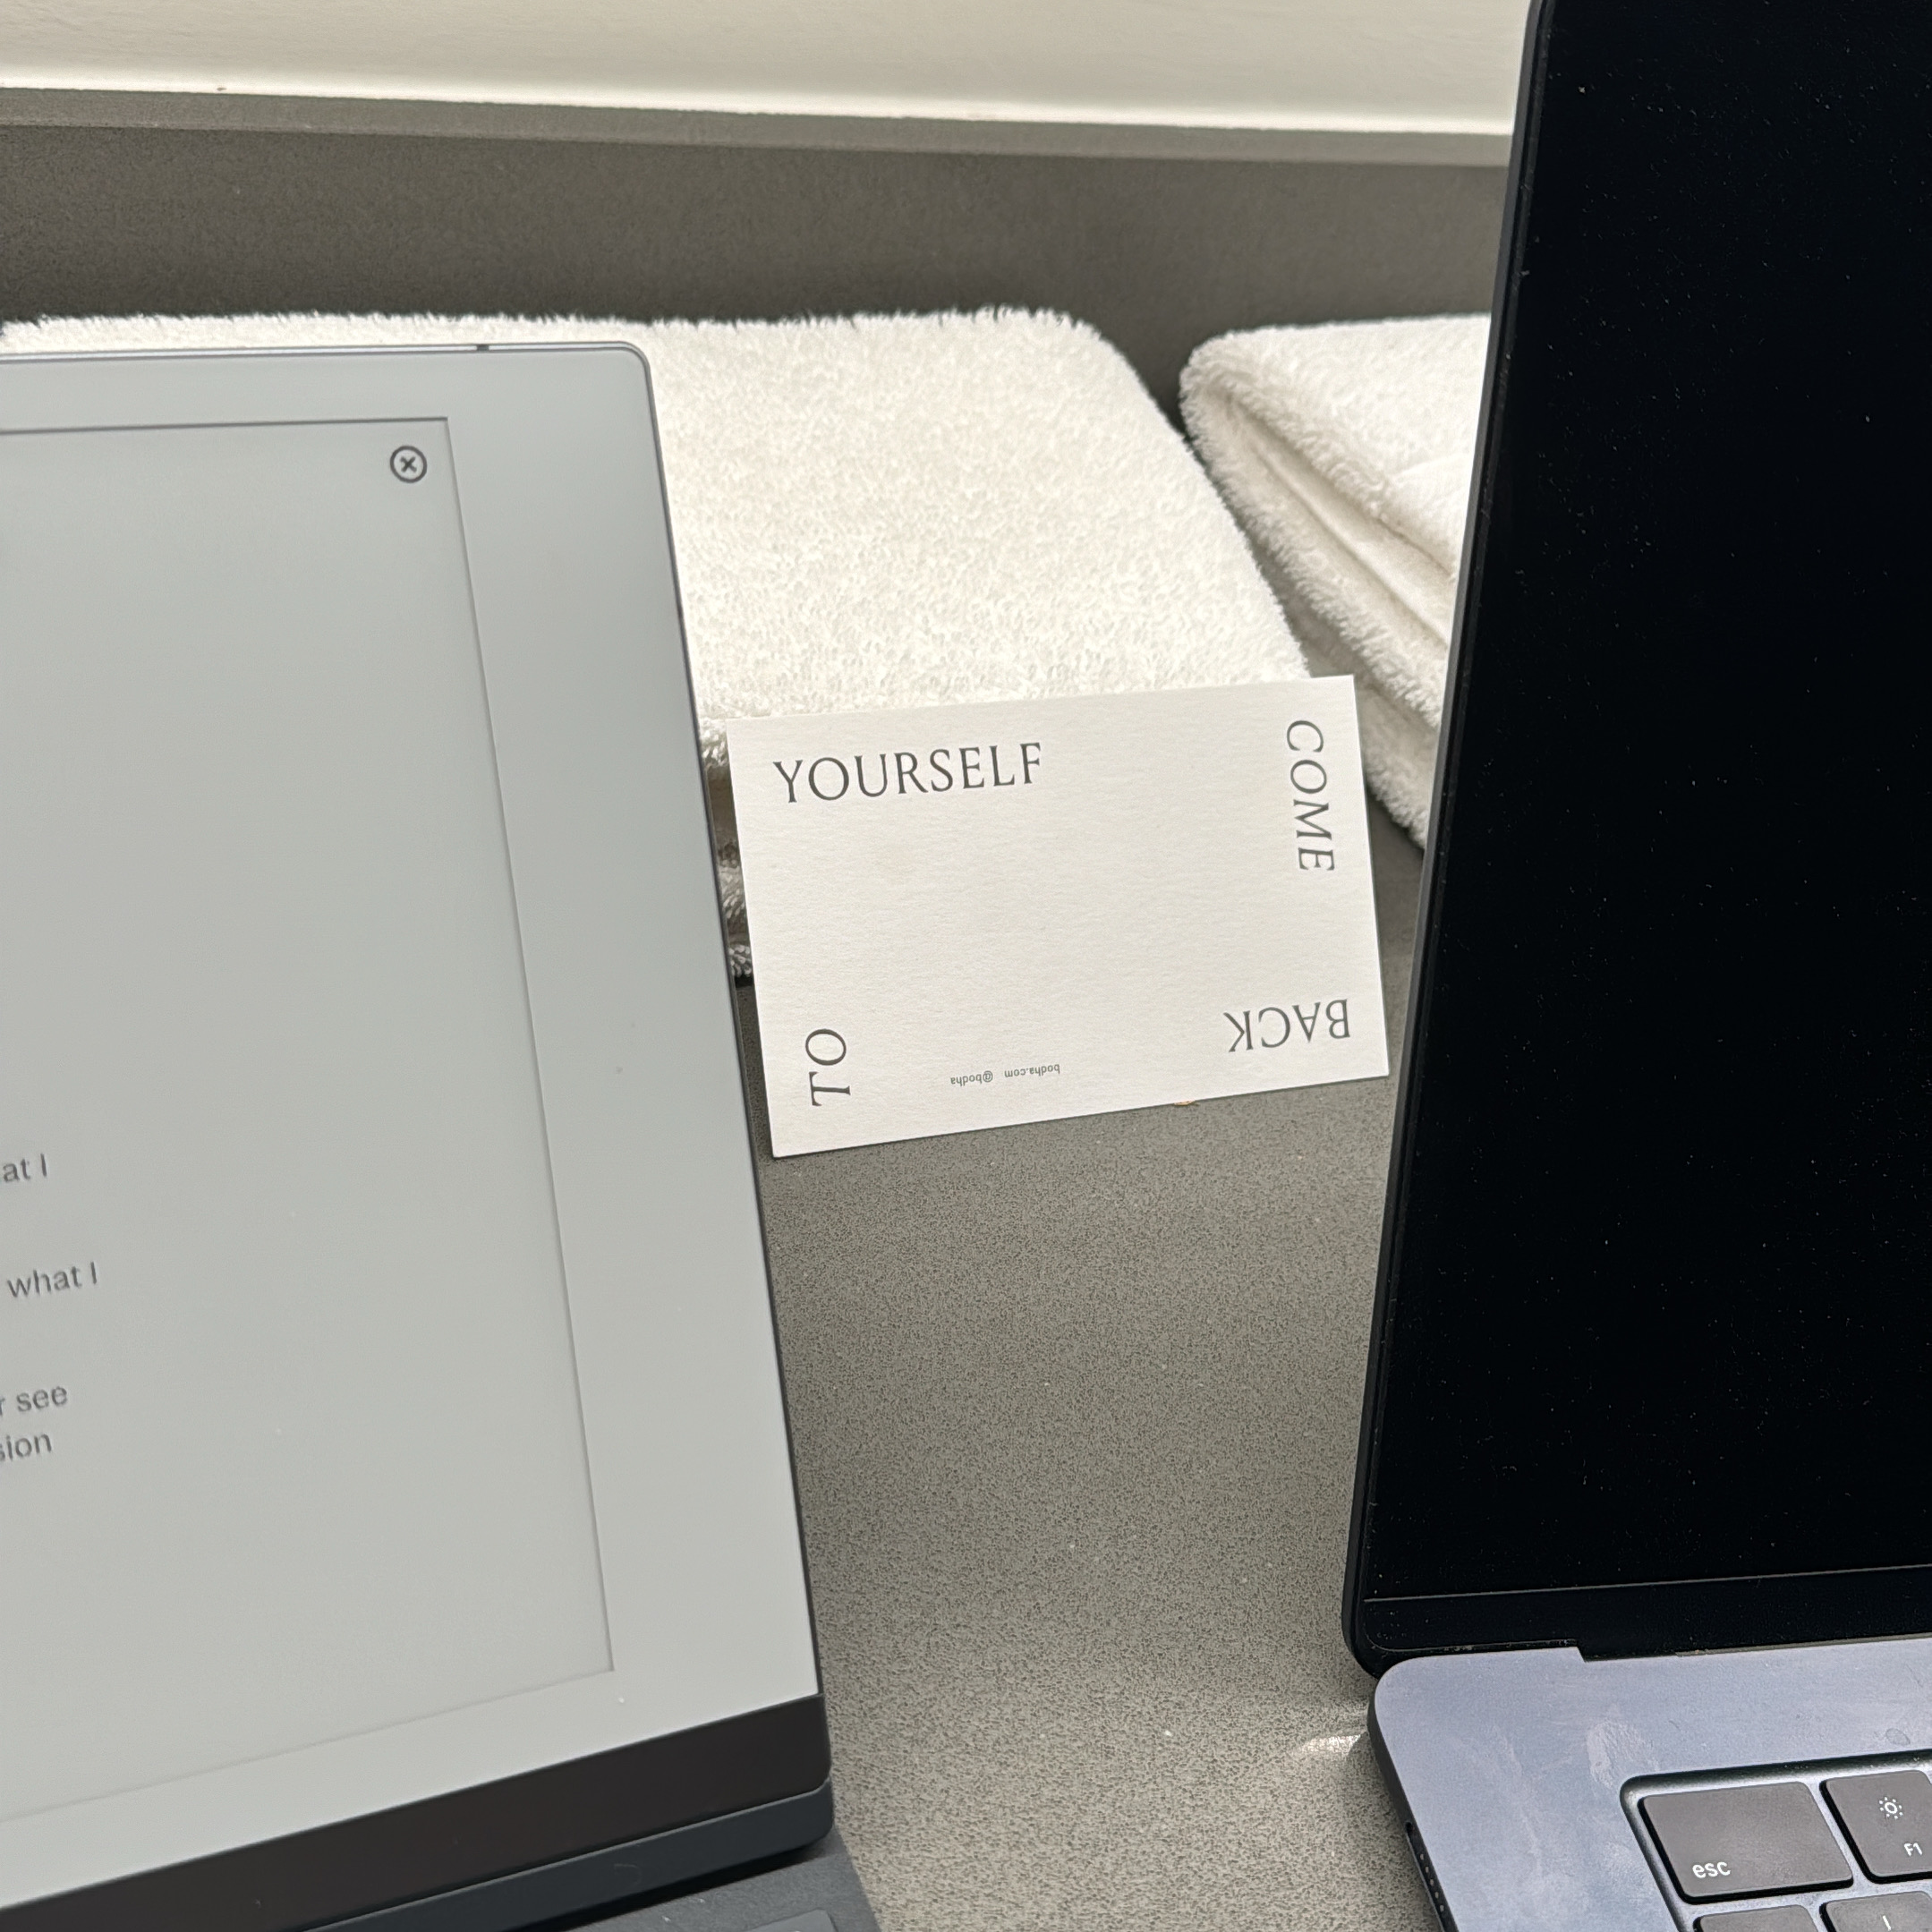 COME
BACK
TO
YOURSELF
bodha.com @bodha
at I
what I
see
sion
esc
F1